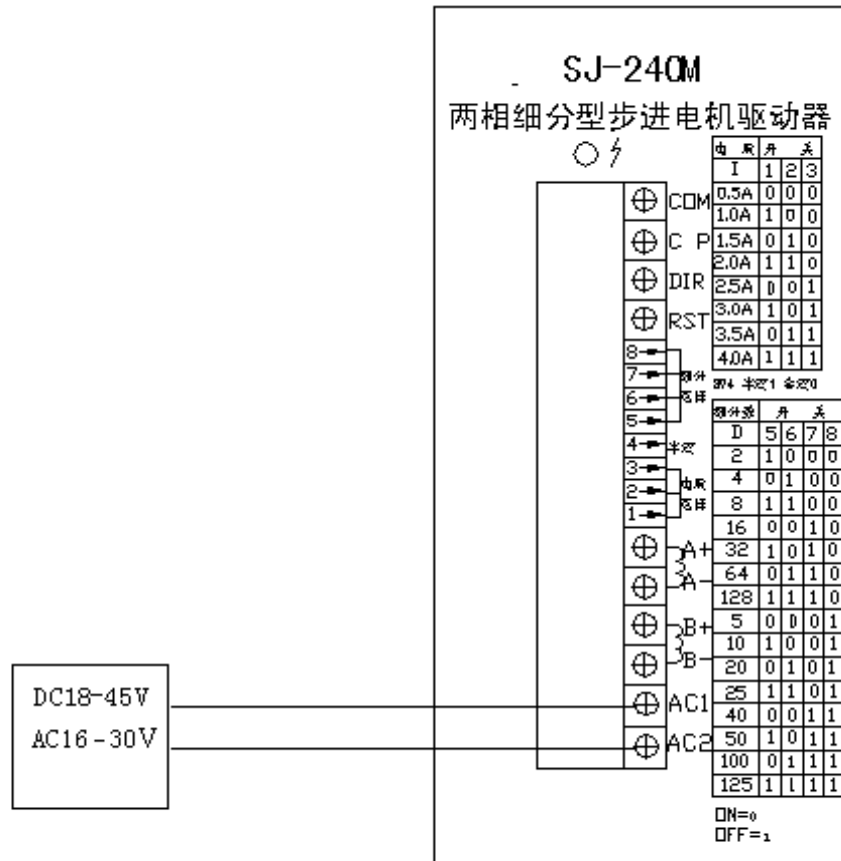 SJ-240M
两相细分型步进电机驱动器
电 流 开 关
I 1 2 3
0.5A 0 0 0
1.0A 1 0 0
1.5A 0 1 0
2.0A 1 1 0
2.5A 0 0 1
3.0A 1 0 1
3.5A 0 1 1
4.0A 1 1 1
半流1 全流0
细分数 开 关
D 5 6 7 8
2 1 0 0 0
4 0 1 0 0
8 1 1 0 0
16 0 0 1 0
32 1 0 1 0
64 0 1 1 0
128 1 1 1 0
5 0 0 0 1
10 1 0 0 1
20 0 1 0 1
25 1 1 0 1
40 0 0 1 1
50 1 0 1 1
100 0 1 1 1
125 1 1 1 1
ON=0
OFF=1
COM
C P
DIR
RST
8
7 细分
6 选择
5
4 半流
3
2 电流
1 选择
A+
A-
B+
B-
AC1
AC2
DC18-45V
AC16-30V